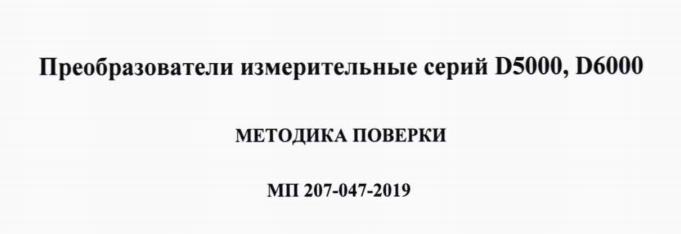 Преобразователи измерительные серий D5000, D6000
МЕТОДИКА ПОВЕРКИ
МП 207-047-2019